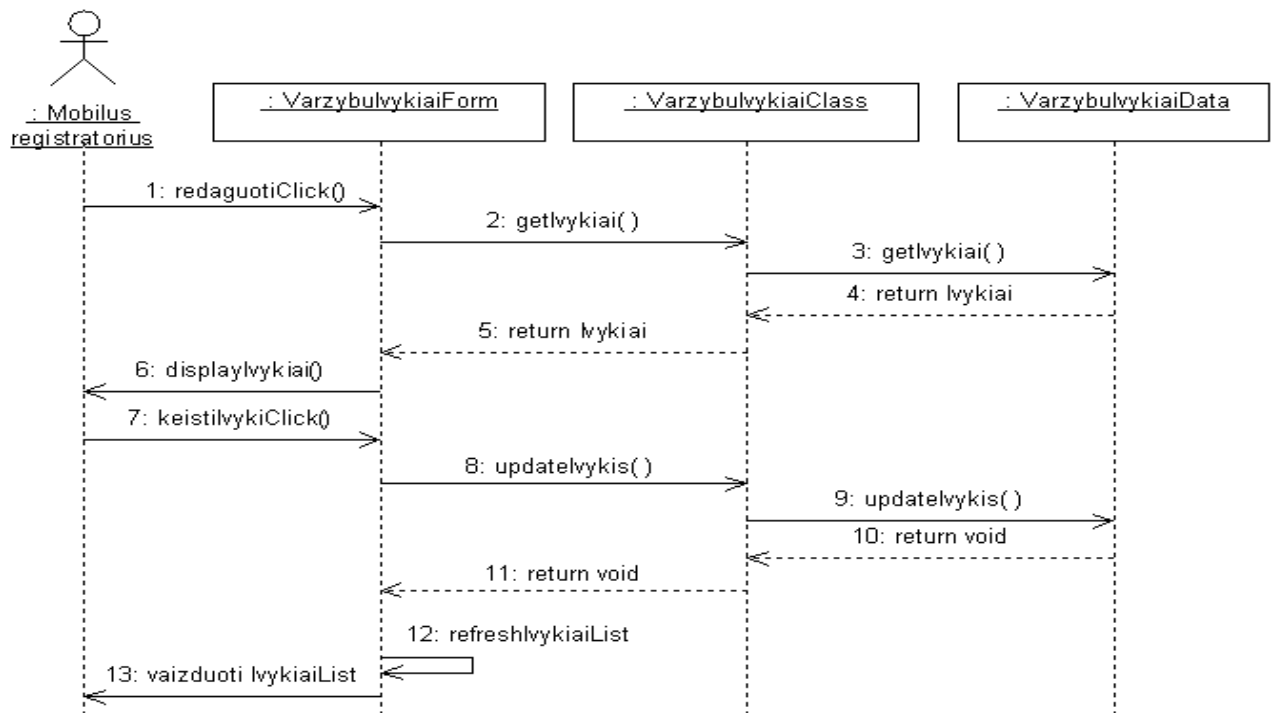 : Mobilus
registratorius
: VarzybuIvykiaiForm
: VarzybuIvykiaiClass
: VarzybuIvykiaiData
1: redaguotiClick()
2: getIvykiai( )
3: getIvykiai( )
4: return Ivykiai
5: return Ivykiai
6: displayIvykiai()
7: keistiIvykiClick()
8: updateIvykis( )
9: updateIvykis( )
10: return void
11: return void
12: refreshIvykiaiList
13: vaizduoti IvykiaiList